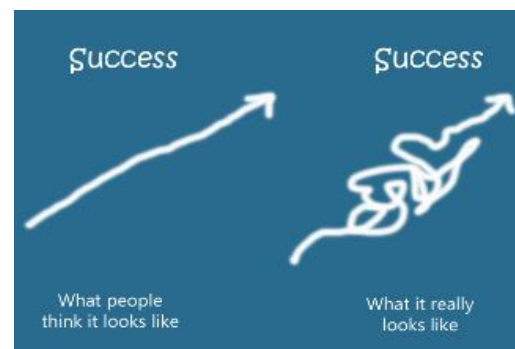 Success
What people
think it looks like
Success
What it really
looks like